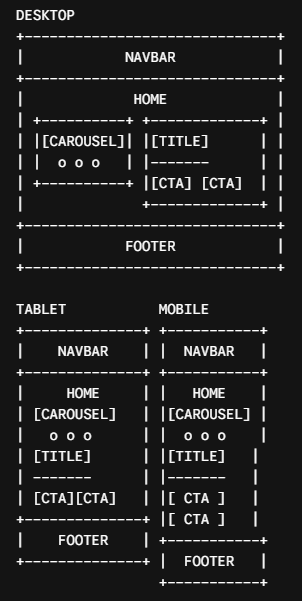 DESKTOP
+------------------------------+
|            NAVBAR            |
+------------------------------+
|             HOME             |
| +----------+ +------------+ |
| |[CAROUSEL]| |[TITLE]      | |
| |  o o o   | |-------      | |
| +----------+ |[CTA] [CTA]  | |
|              +------------+ |
+------------------------------+
|            FOOTER            |
+------------------------------+
TABLET           MOBILE
+--------------+ +-----------+
|    NAVBAR    | |  NAVBAR   |
+--------------+ +-----------+
|     HOME     | |   HOME    |
| [CAROUSEL]   | |[CAROUSEL] |
|   o o o      | |  o o o    |
| [TITLE]      | |[TITLE]   |
| -------      | |-------   |
| [CTA][CTA]   | |[ CTA ]   |
+--------------+ |[ CTA ]   |
|    FOOTER    | +-----------+
+--------------+ |  FOOTER   |
                 +-----------+